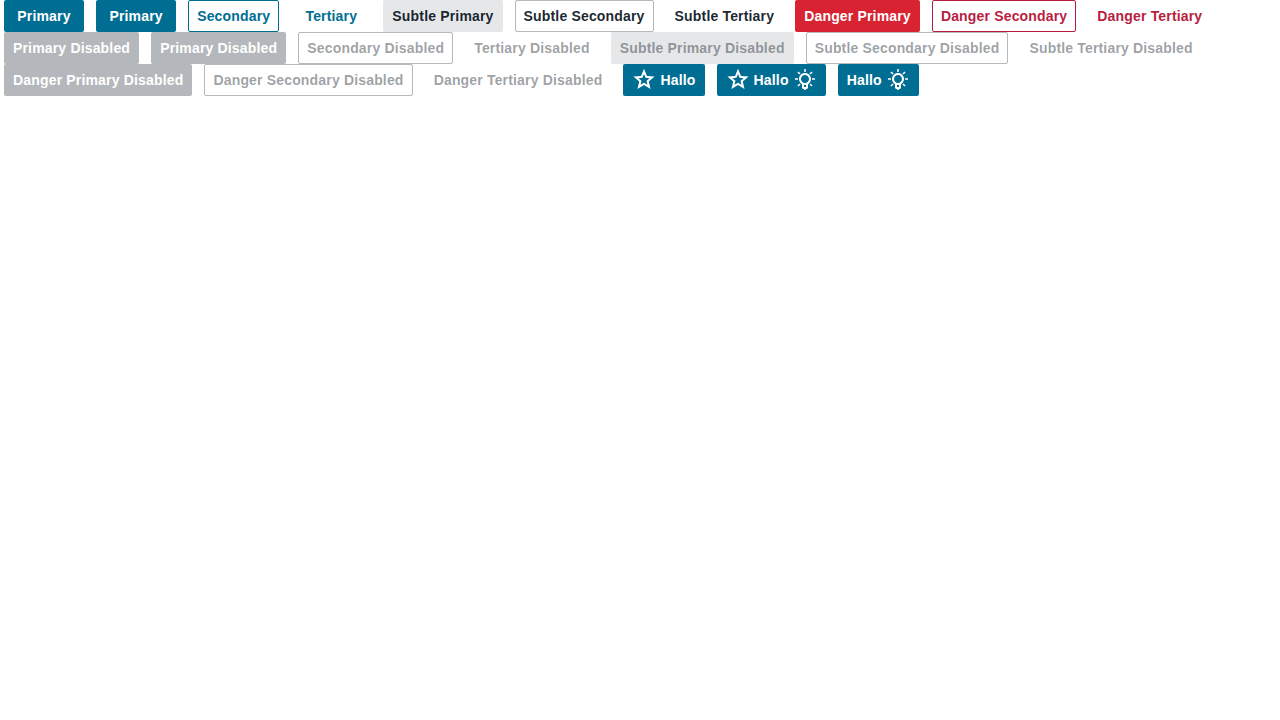 Primary Primary Secondary Tertiary Subtle Primary Subtle Secondary Subtle Tertiary Danger Primary Danger Secondary Danger Tertiary
Primary Disabled Primary Disabled Secondary Disabled Tertiary Disabled Subtle Primary Disabled Subtle Secondary Disabled Subtle Tertiary Disabled
Danger Primary Disabled Danger Secondary Disabled Danger Tertiary Disabled Hallo Hallo Hallo